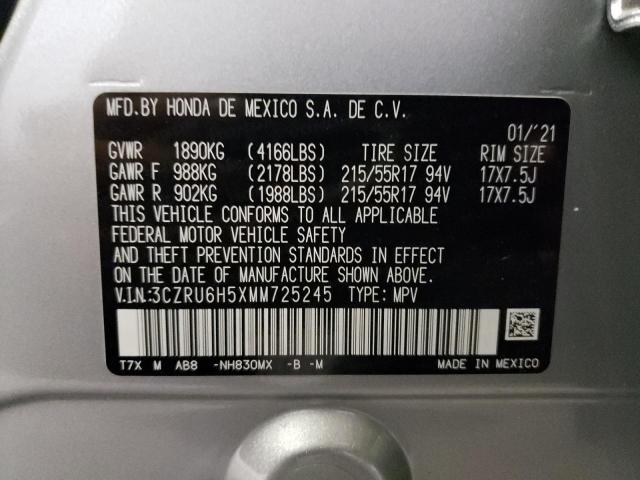 MFD. BY HONDA DE MEXICO S.A. DE C.V.
01/'21
GVWR 1890KG (4166LBS) TIRE SIZE RIM SIZE
GAWR F 988KG (2178LBS) 215/55R17 94V 17X7.5J
GAWR R 902KG (1988LBS) 215/55R17 94V 17X7.5J
THIS VEHICLE CONFORMS TO ALL APPLICABLE
FEDERAL MOTOR VEHICLE SAFETY
AND THEFT PREVENTION STANDARDS IN EFFECT
ON THE DATE OF MANUFACTURE SHOWN ABOVE.
V.I.N.:3CZRU6H5XMM725245 TYPE: MPV
T7X M AB8 -NH830MX -B -M MADE IN MEXICO